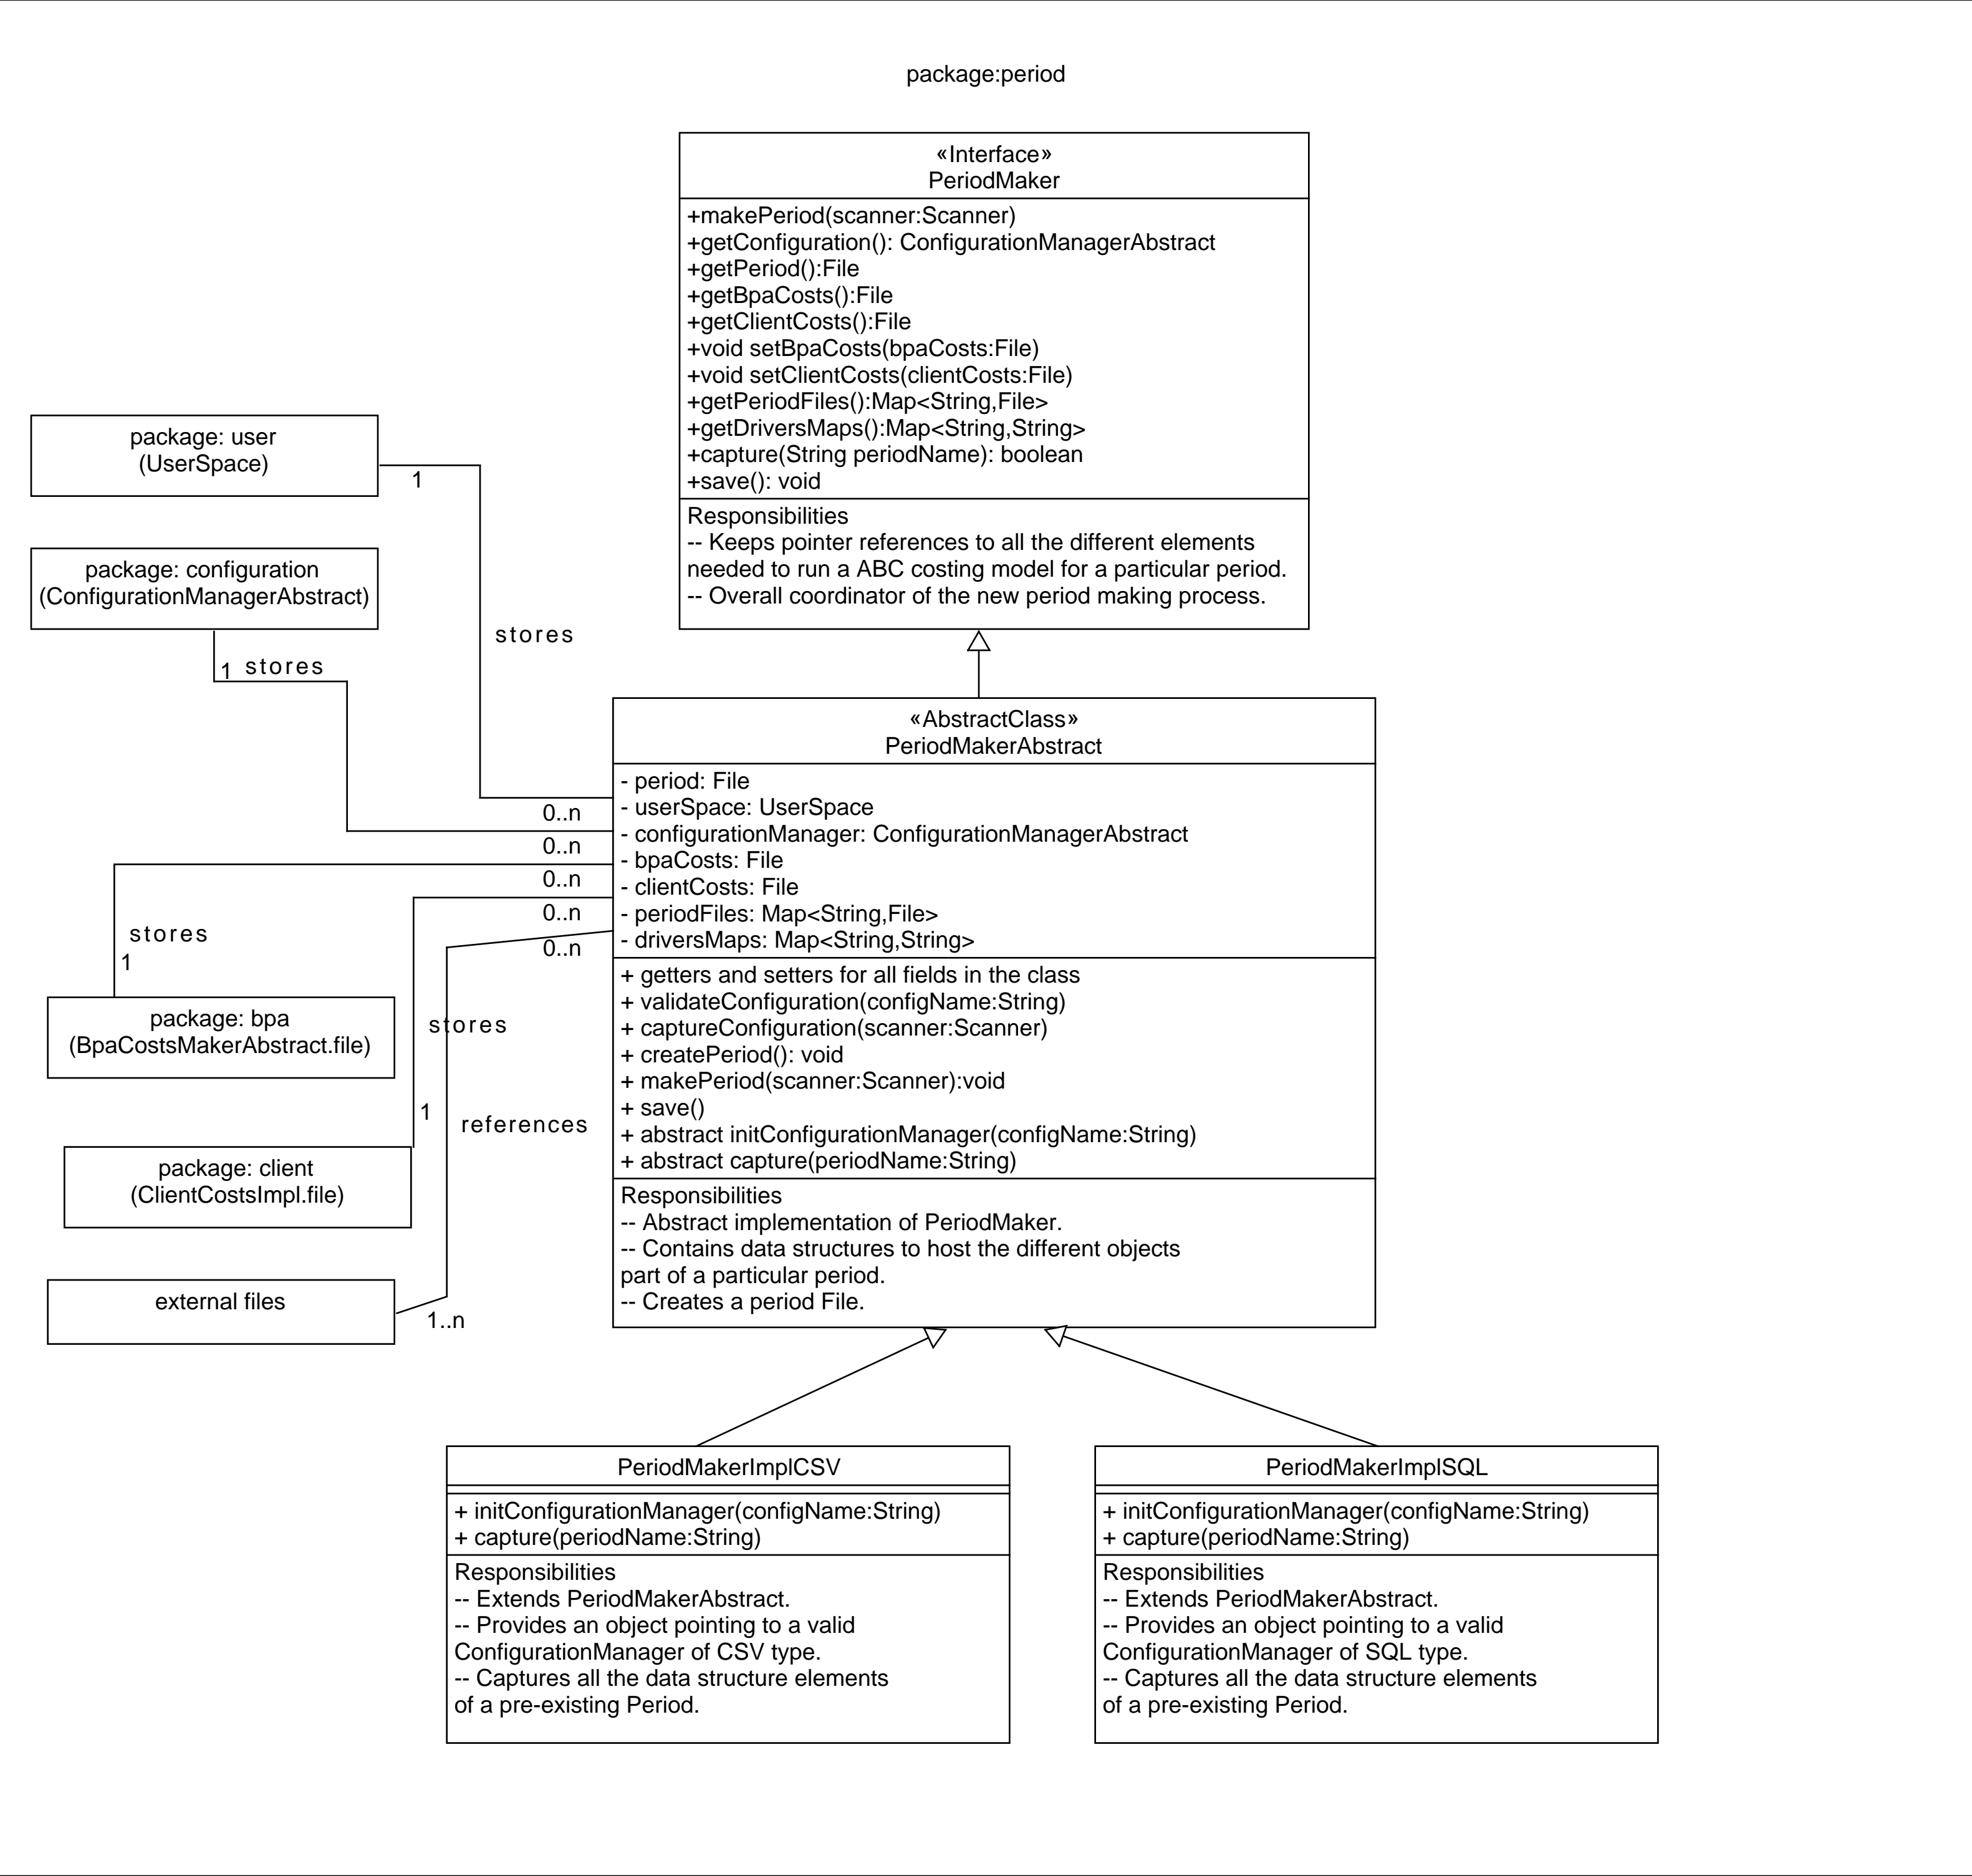 package:period
«Interface»
PeriodMaker
+makePeriod(scanner:Scanner)
+getConfiguration(): ConfigurationManagerAbstract
+getPeriod():File
+getBpaCosts():File
+getClientCosts():File
+void setBpaCosts(bpaCosts:File)
+void setClientCosts(clientCosts:File)
+getPeriodFiles():Map<String,File>
+getDriversMaps():Map<String,String>
+capture(String periodName): boolean
+save(): void
Responsibilities
-- Keeps pointer references to all the different elements
needed to run a ABC costing model for a particular period.
-- Overall coordinator of the new period making process.
package: user
(UserSpace)
1
stores
0..n
package: configuration
(ConfigurationManagerAbstract)
1
stores
0..n
package: bpa
(BpaCostsMakerAbstract.file)
1
stores
0..n
package: client
(ClientCostsImpl.file)
1
stores
0..n
external files
1..n
references
0..n
«AbstractClass»
PeriodMakerAbstract
- period: File
- userSpace: UserSpace
- configurationManager: ConfigurationManagerAbstract
- bpaCosts: File
- clientCosts: File
- periodFiles: Map<String,File>
- driversMaps: Map<String,String>
+ getters and setters for all fields in the class
+ validateConfiguration(configName:String)
+ captureConfiguration(scanner:Scanner)
+ createPeriod(): void
+ makePeriod(scanner:Scanner):void
+ save()
+ abstract initConfigurationManager(configName:String)
+ abstract capture(periodName:String)
Responsibilities
-- Abstract implementation of PeriodMaker.
-- Contains data structures to host the different objects
part of a particular period.
-- Creates a period File.
PeriodMakerImplCSV
+ initConfigurationManager(configName:String)
+ capture(periodName:String)
Responsibilities
-- Extends PeriodMakerAbstract.
-- Provides an object pointing to a valid
ConfigurationManager of CSV type.
-- Captures all the data structure elements
of a pre-existing Period.
PeriodMakerImplSQL
+ initConfigurationManager(configName:String)
+ capture(periodName:String)
Responsibilities
-- Extends PeriodMakerAbstract.
-- Provides an object pointing to a valid
ConfigurationManager of SQL type.
-- Captures all the data structure elements
of a pre-existing Period.